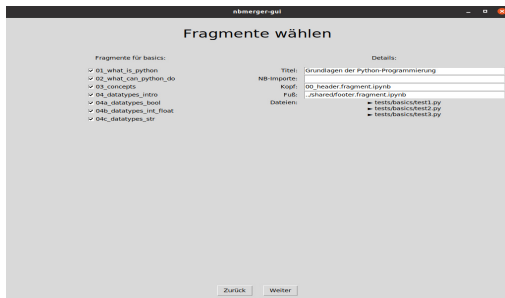 nbmerger-gui
Fragmente wählen
Fragmente für basics:
01_what_is_python
02_what_can_python_do
03_concepts
04_datatypes_intro
04a_datatypes_bool
04b_datatypes_int_float
04c_datatypes_str
Details:
Titel: Grundlagen der Python-Programmierung
NB-Importe:
Kopf: 00_header.fragment.ipynb
Fuß: ../shared/footer.fragment.ipynb
Dateien: ► tests/basics/test1.py
► tests/basics/test2.py
► tests/basics/test3.py
Zurück Weiter